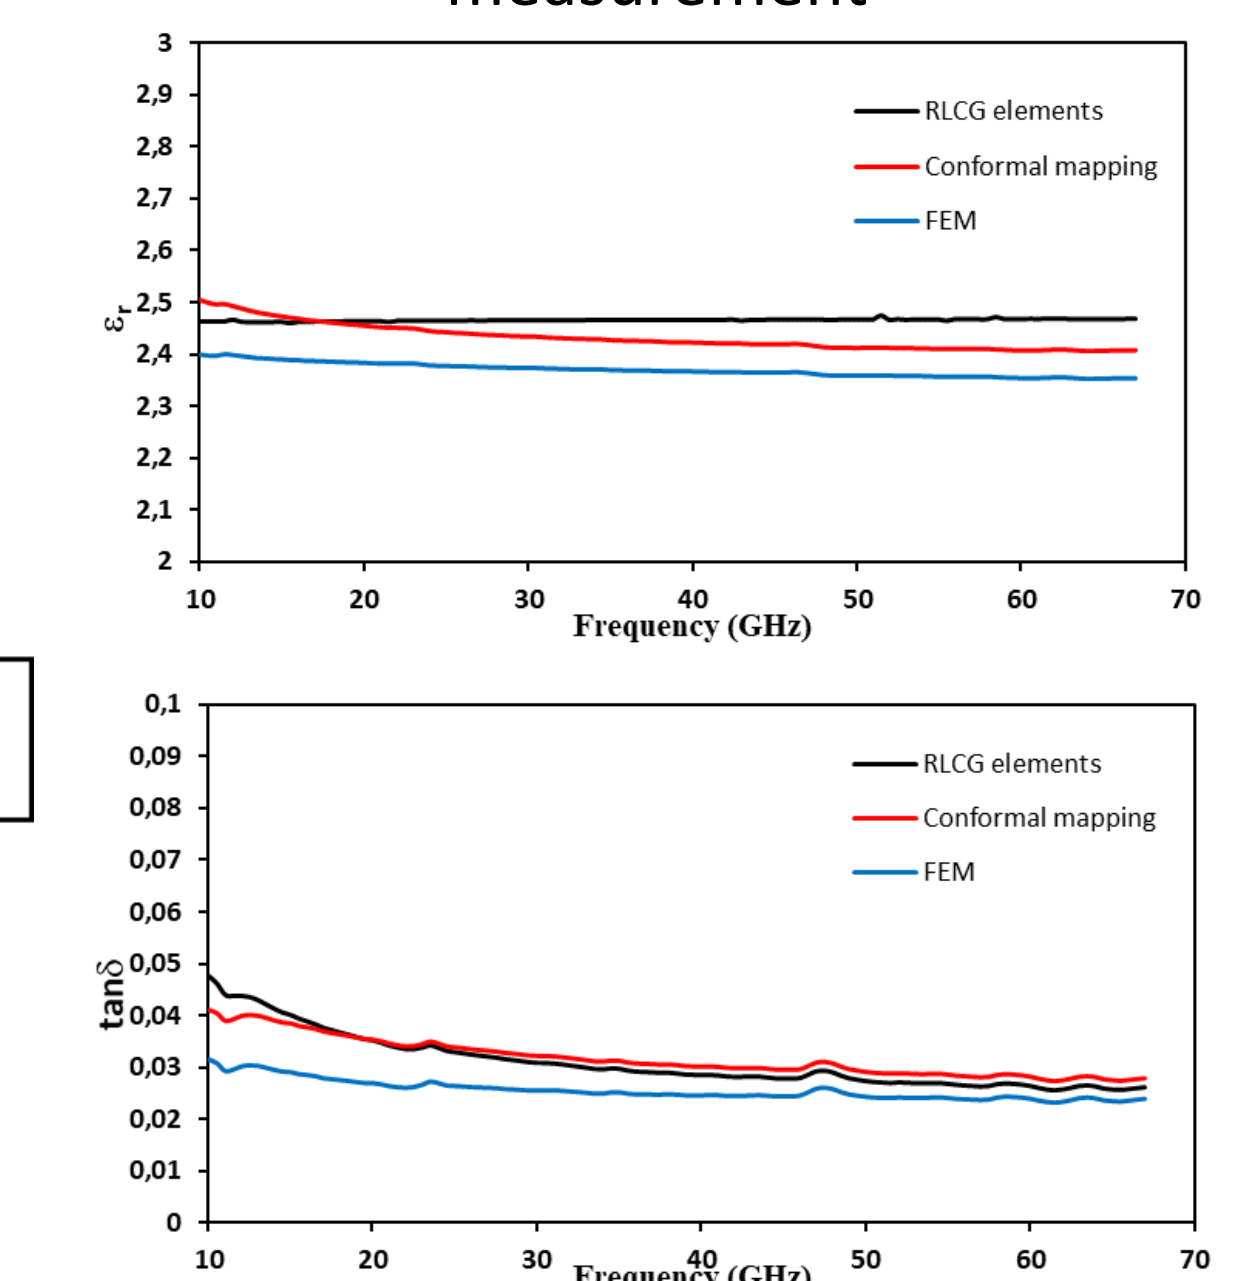 measurement
3
2,9
2,8
2,7
2,6
2,5
2,4
2,3
2,2
2,1
2
εr
RLCG elements
Conformal mapping
FEM
10 20 30 40 50 60 70
Frequency (GHz)
0,1
0,09
0,08
0,07
0,06
0,05
0,04
0,03
0,02
0,01
0
tanδ
RLCG elements
Conformal mapping
FEM
10 20 30 40 50 60 70
Frequency (GHz)